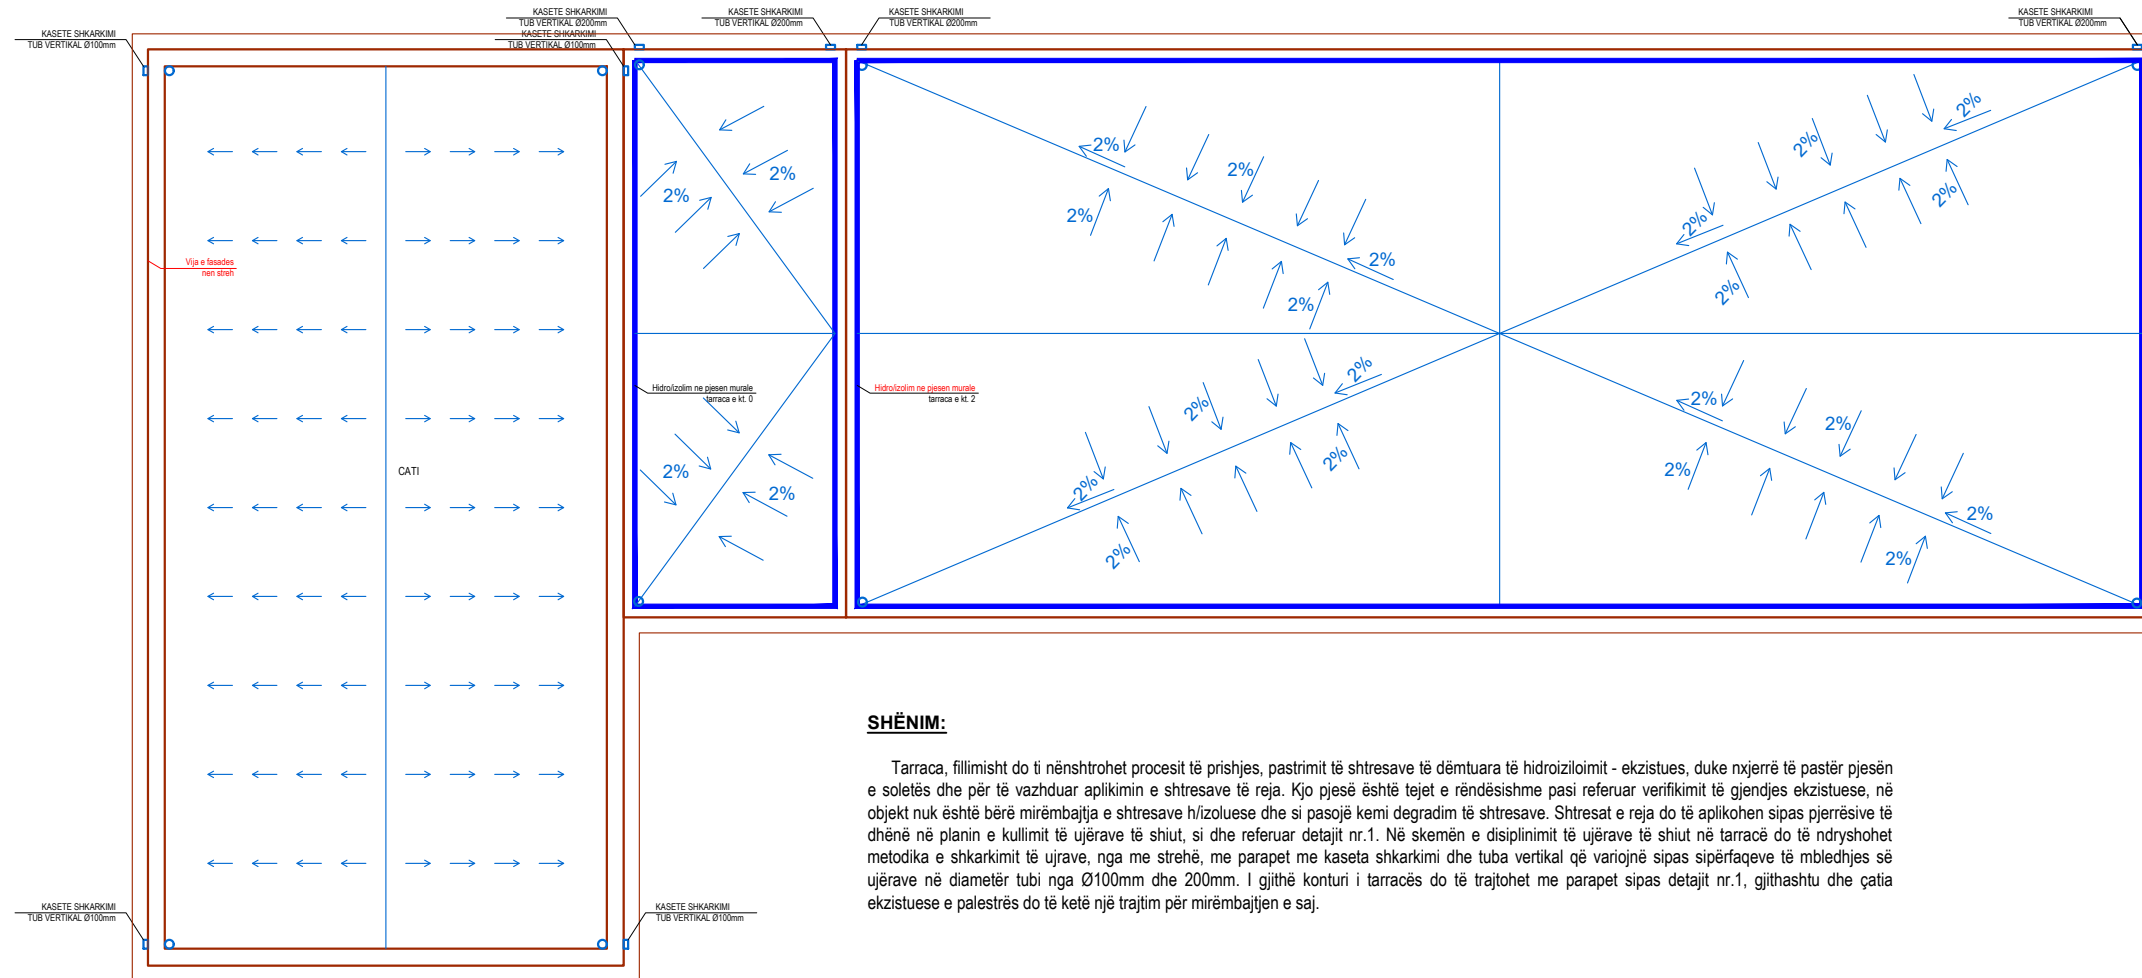 KASETE SHKARKIMI
TUB VERTIKAL Ø200mm
KASETE SHKARKIMI
TUB VERTIKAL Ø200mm
KASETE SHKARKIMI
TUB VERTIKAL Ø200mm
KASETE SHKARKIMI
TUB VERTIKAL Ø200mm
KASETE SHKARKIMI
TUB VERTIKAL Ø100mm
KASETE SHKARKIMI
TUB VERTIKAL Ø100mm
2%
2%
2%
2%
2%
2%
2%
2%
2%
2%
2%
2%
2%
2%
Vija e fasades
nen streh
Hidro/izolim ne pjesen murale
tarraca e kt. 0
Hidro/izolim ne pjesen murale
tarraca e kt. 2
CATI
2%
2%
2%
2%
2%
2%
2%
2%
2%
2%
2%
2%
SHËNIM:
Tarraca, fillimisht do ti nënshtrohet procesit të prishjes, pastrimit të shtresave të dëmtuara të hidroiziloimit - ekzistues, duke nxjerrë të pastër pjesën
e soletës dhe për të vazhduar aplikimin e shtresave të reja. Kjo pjesë është tejet e rëndësishme pasi referuar verifikimit të gjendjes ekzistuese, në
objekt nuk është bërë mirëmbajtja e shtresave h/izoluese dhe si pasojë kemi degradim të shtresave. Shtresat e reja do të aplikohen sipas pjerrësive të
dhënë në planin e kullimit të ujërave të shiut, si dhe referuar detajit nr.1. Në skemën e disiplinimit të ujërave të shiut në tarracë do të ndryshohet
metodika e shkarkimit të ujrave, nga me strehë, me parapet me kaseta shkarkimi dhe tuba vertikal që variojnë sipas sipërfaqeve të mbledhjes së
ujërave në diametër tubi nga Ø100mm dhe 200mm. I gjithë konturi i tarracës do të trajtohet me parapet sipas detajit nr.1, gjithashtu dhe çatia
ekzistuese e palestrës do të ketë një trajtim për mirëmbajtjen e saj.
KASETE SHKARKIMI
TUB VERTIKAL Ø100mm
KASETE SHKARKIMI
TUB VERTIKAL Ø100mm